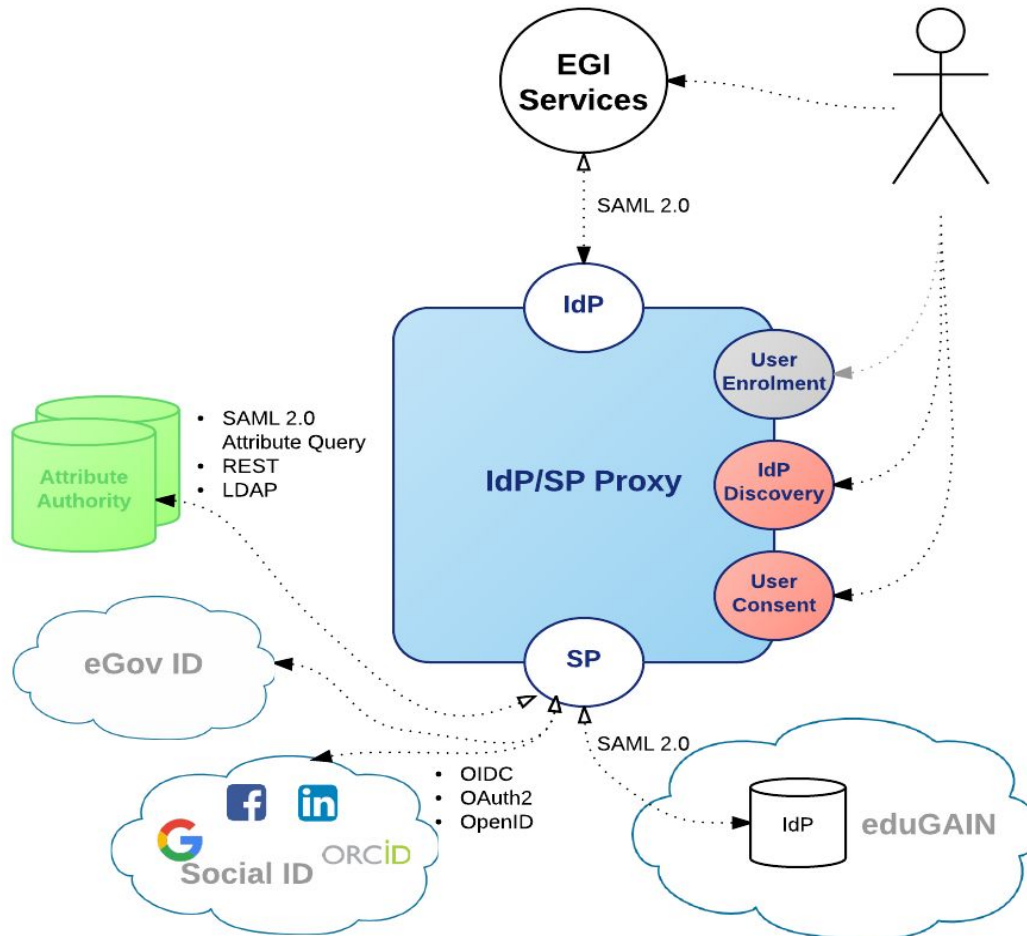 EGI
Services
SAML 2.0
IdP
User
Enrolment
• SAML 2.0
Attribute Query
• REST
• LDAP
Attribute
Authority
IdP/SP Proxy
IdP
Discovery
User
Consent
eGov ID
SP
SAML 2.0
• OIDC
• OAuth2
• OpenID
f
in
G
ORCiD
Social ID
IdP
eduGAIN